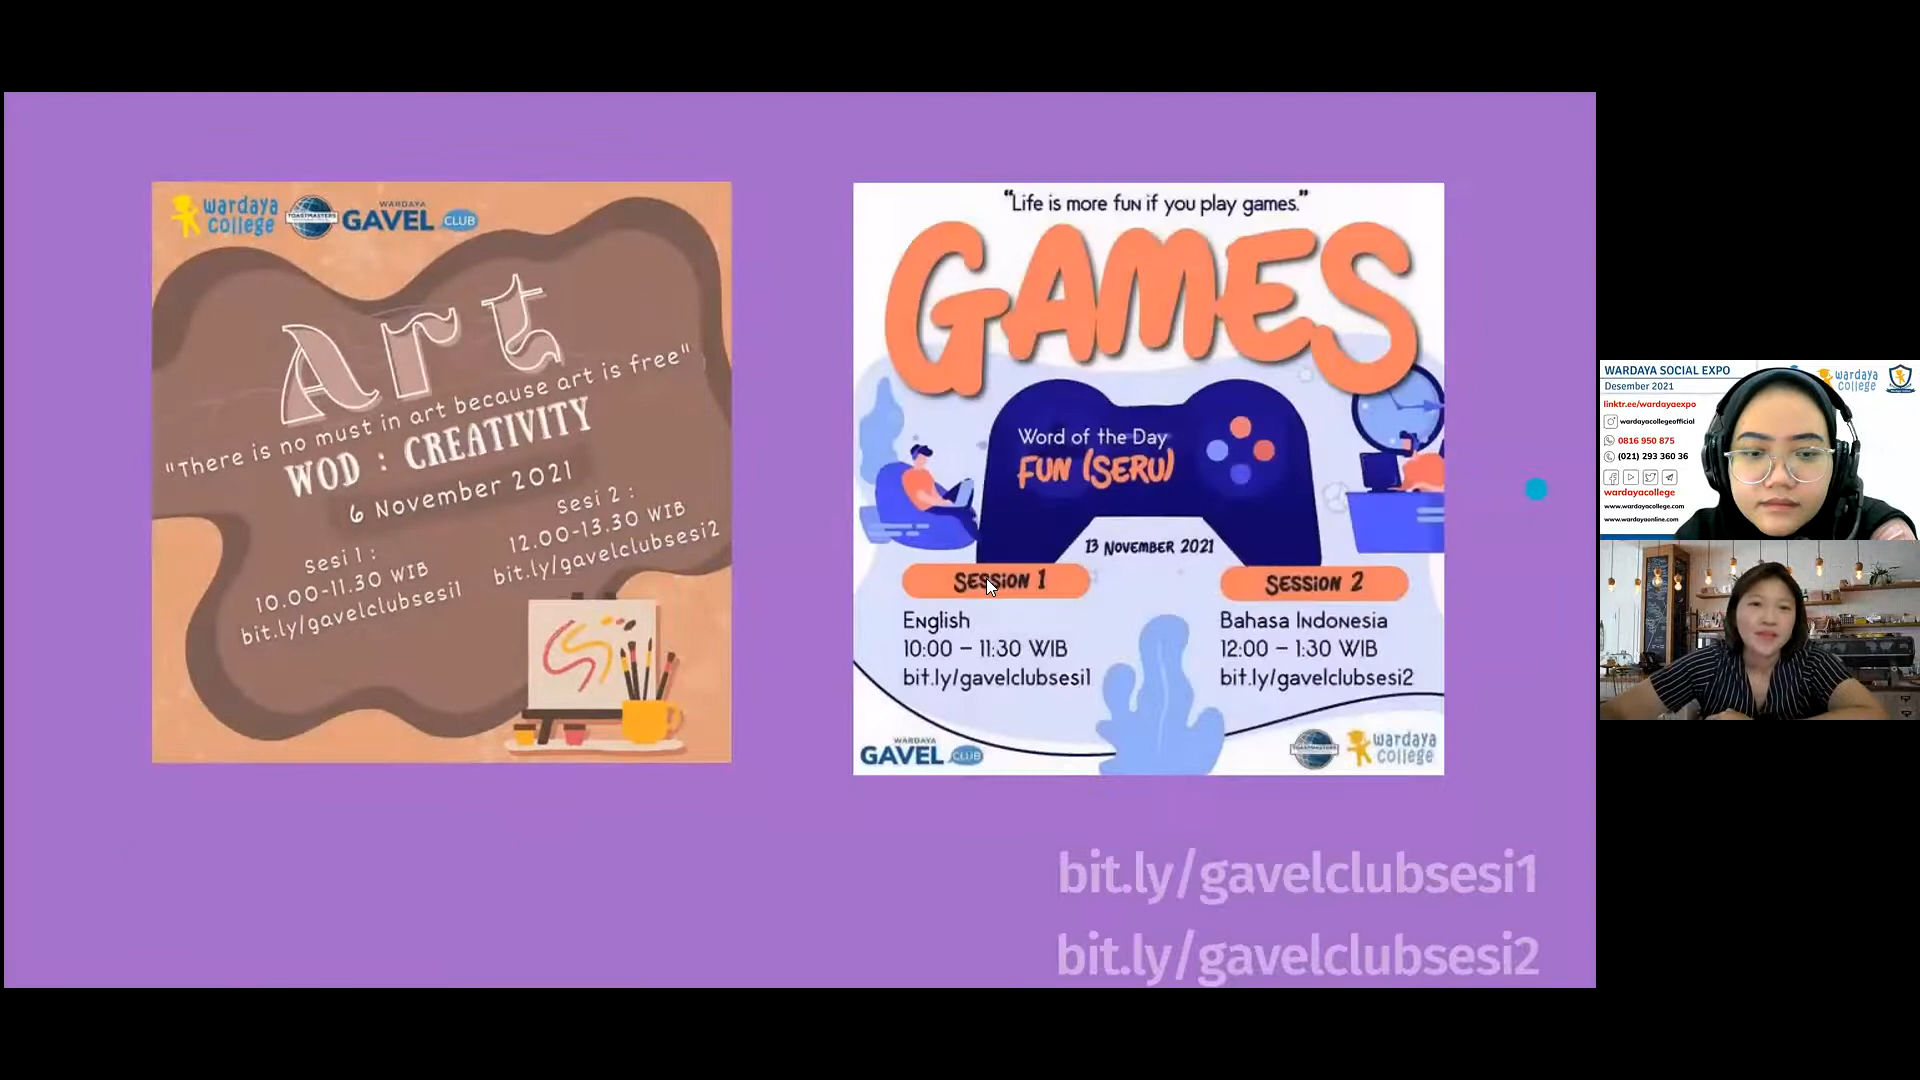 wardaya
college
TOASTMASTERS
WARDAYA
GAVEL CLUB
Art
"There is no must in art because art is free"
WOD : CREATIVITY
6 November 2021
Sesi 1 :
10.00-11.30 WIB
bit.ly/gavelclubsesi1
Sesi 2 :
12.00-13.30 WIB
bit.ly/gavelclubsesi2
"Life is more fun if you play games."
GAMES
Word of the Day
FUN (SERU)
13 NOVEMBER 2021
SESSION 1
English
10:00 – 11:30 WIB
bit.ly/gavelclubsesi1
SESSION 2
Bahasa Indonesia
12:00 – 1:30 WIB
bit.ly/gavelclubsesi2
WARDAYA
GAVEL CLUB
TOASTMASTERS
wardaya
college
bit.ly/gavelclubsesi1
bit.ly/gavelclubsesi2
WARDAYA SOCIAL EXPO
Desember 2021
wardaya
college
linktr.ee/wardayaexpo
wardayacollegeofficial
0816 950 875
(021) 293 360 36
wardayacollege
www.wardayacollege.com
www.wardayaonline.com